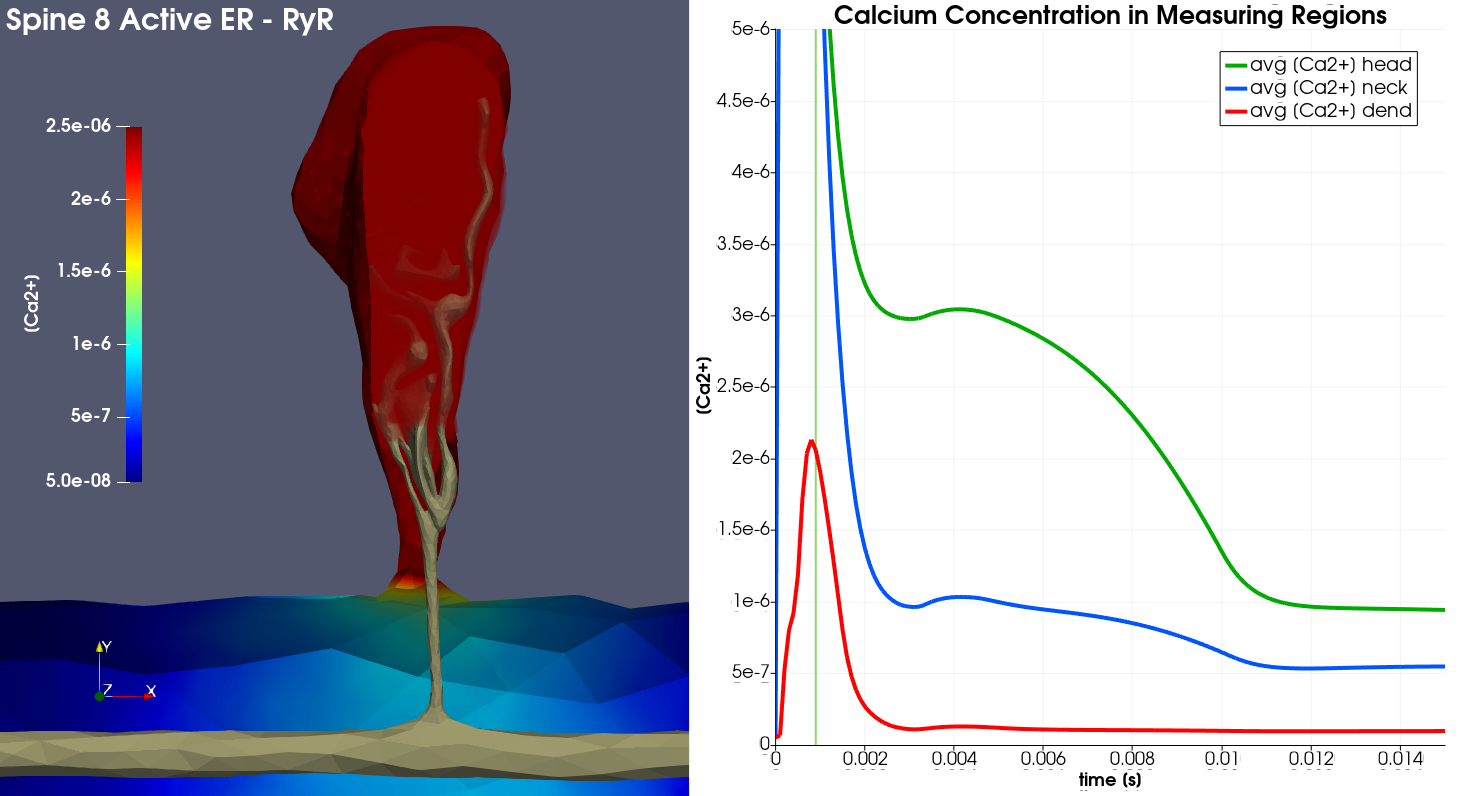 Spine 8 Active ER - RyR
2.5e-06
2e-6
1.5e-6
1e-6
5e-7
5.0e-08
(Ca2+)
Y
Z
X
Calcium Concentration in Measuring Regions
avg (Ca2+) head
avg (Ca2+) neck
avg (Ca2+) dend
5e-6
4.5e-6
4e-6
3.5e-6
3e-6
2.5e-6
2e-6
1.5e-6
1e-6
5e-7
0
(Ca2+)
0
0.002
0.004
0.006
0.008
0.01
0.012
0.014
time (s)